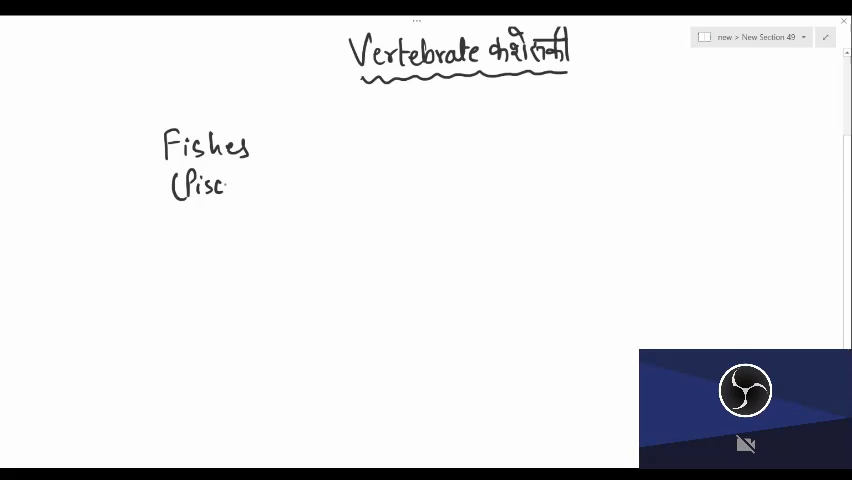 Vertebrate कशेरुकी
new > New Section 49
Fishes
(Pisc